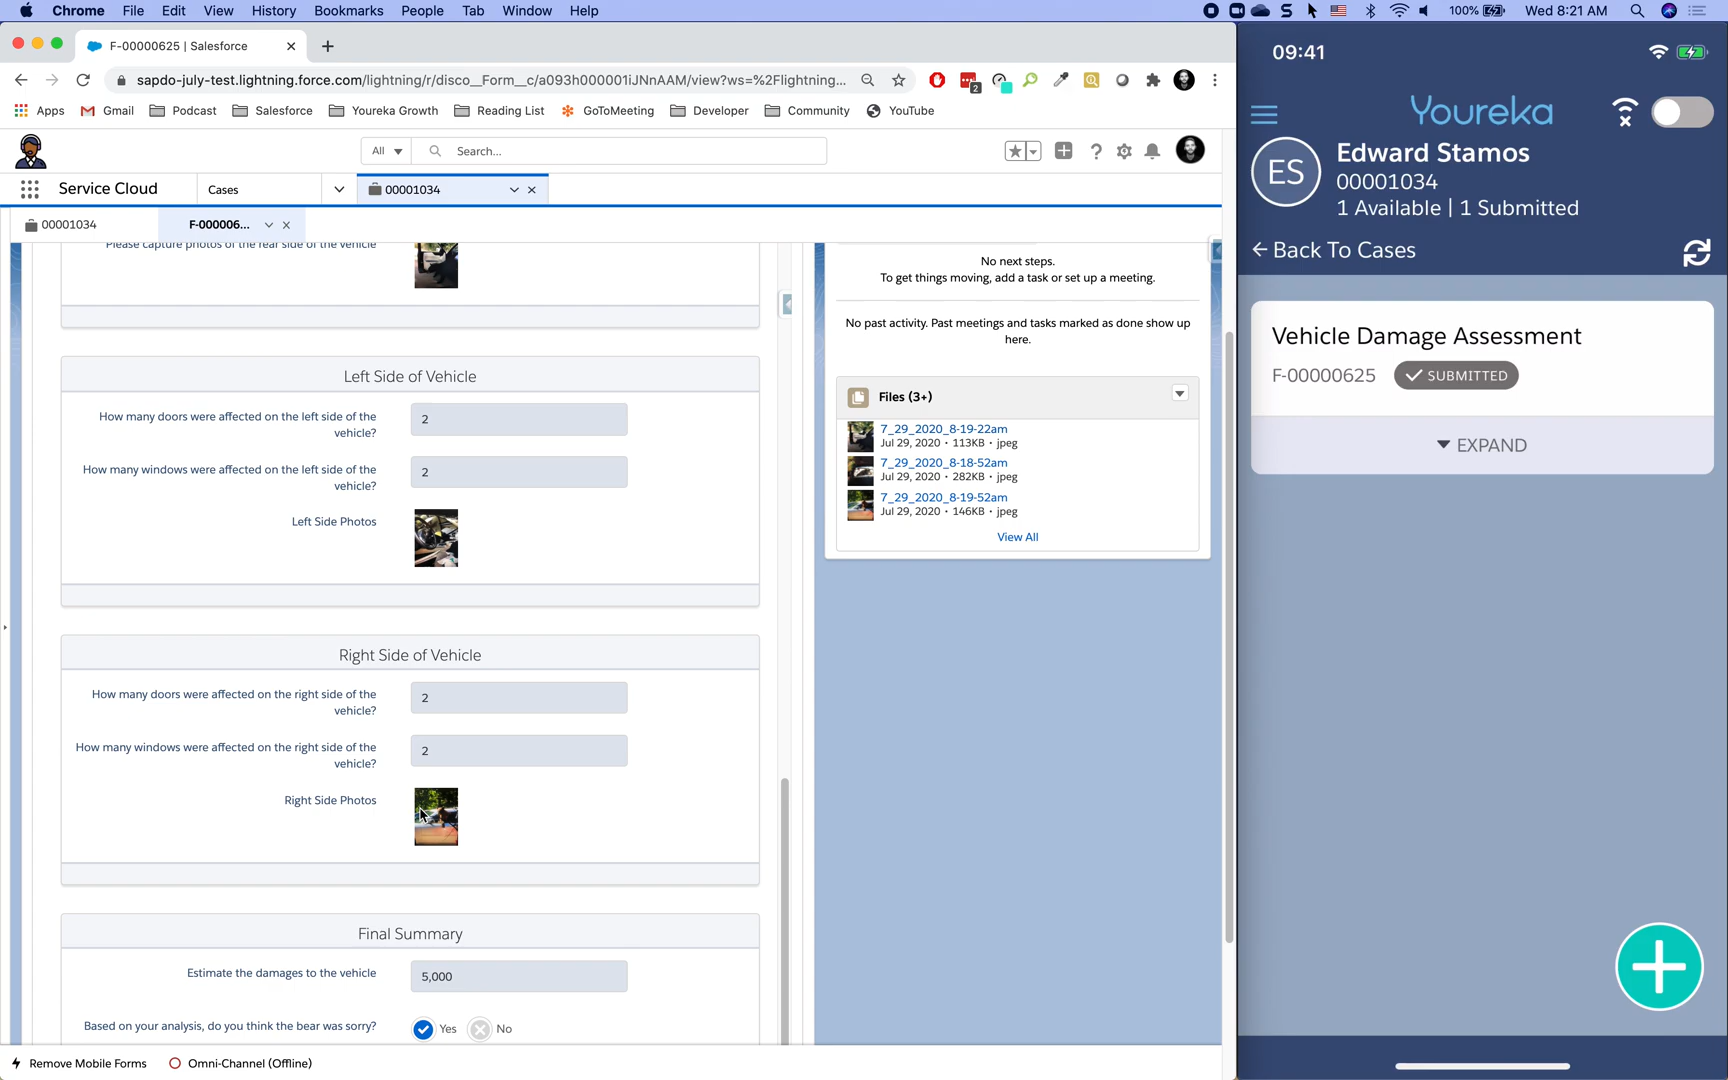 Chrome File Edit View History Bookmarks People Tab Window Help
S 100% Wed 8:21 AM
F-00000625 | Salesforce
sapdo-july-test.lightning.force.com/lightning/r/disco__Form__c/a093h000001iJNnAAM/view?ws=%2Flightning...
2
Apps Gmail Podcast Salesforce Youreka Growth Reading List GoToMeeting Developer Community YouTube
All Search...
Service Cloud Cases 00001034
00001034 F-000006...
Please capture photos of the rear side of the vehicle
Left Side of Vehicle
How many doors were affected on the left side of the
vehicle?
2
How many windows were affected on the left side of the
vehicle?
2
Left Side Photos
Right Side of Vehicle
How many doors were affected on the right side of the
vehicle?
2
How many windows were affected on the right side of the
vehicle?
2
Right Side Photos
Final Summary
Estimate the damages to the vehicle
5,000
Based on your analysis, do you think the bear was sorry?
Yes No
No next steps.
To get things moving, add a task or set up a meeting.
No past activity. Past meetings and tasks marked as done show up
here.
Files (3+)
7_29_2020_8-19-22am
Jul 29, 2020 • 113KB • jpeg
7_29_2020_8-18-52am
Jul 29, 2020 • 282KB • jpeg
7_29_2020_8-19-52am
Jul 29, 2020 • 146KB • jpeg
View All
Remove Mobile Forms Omni-Channel (Offline)
09:41
Youreka
ES
Edward Stamos
00001034
1 Available | 1 Submitted
Back To Cases
Vehicle Damage Assessment
F-00000625 SUBMITTED
EXPAND